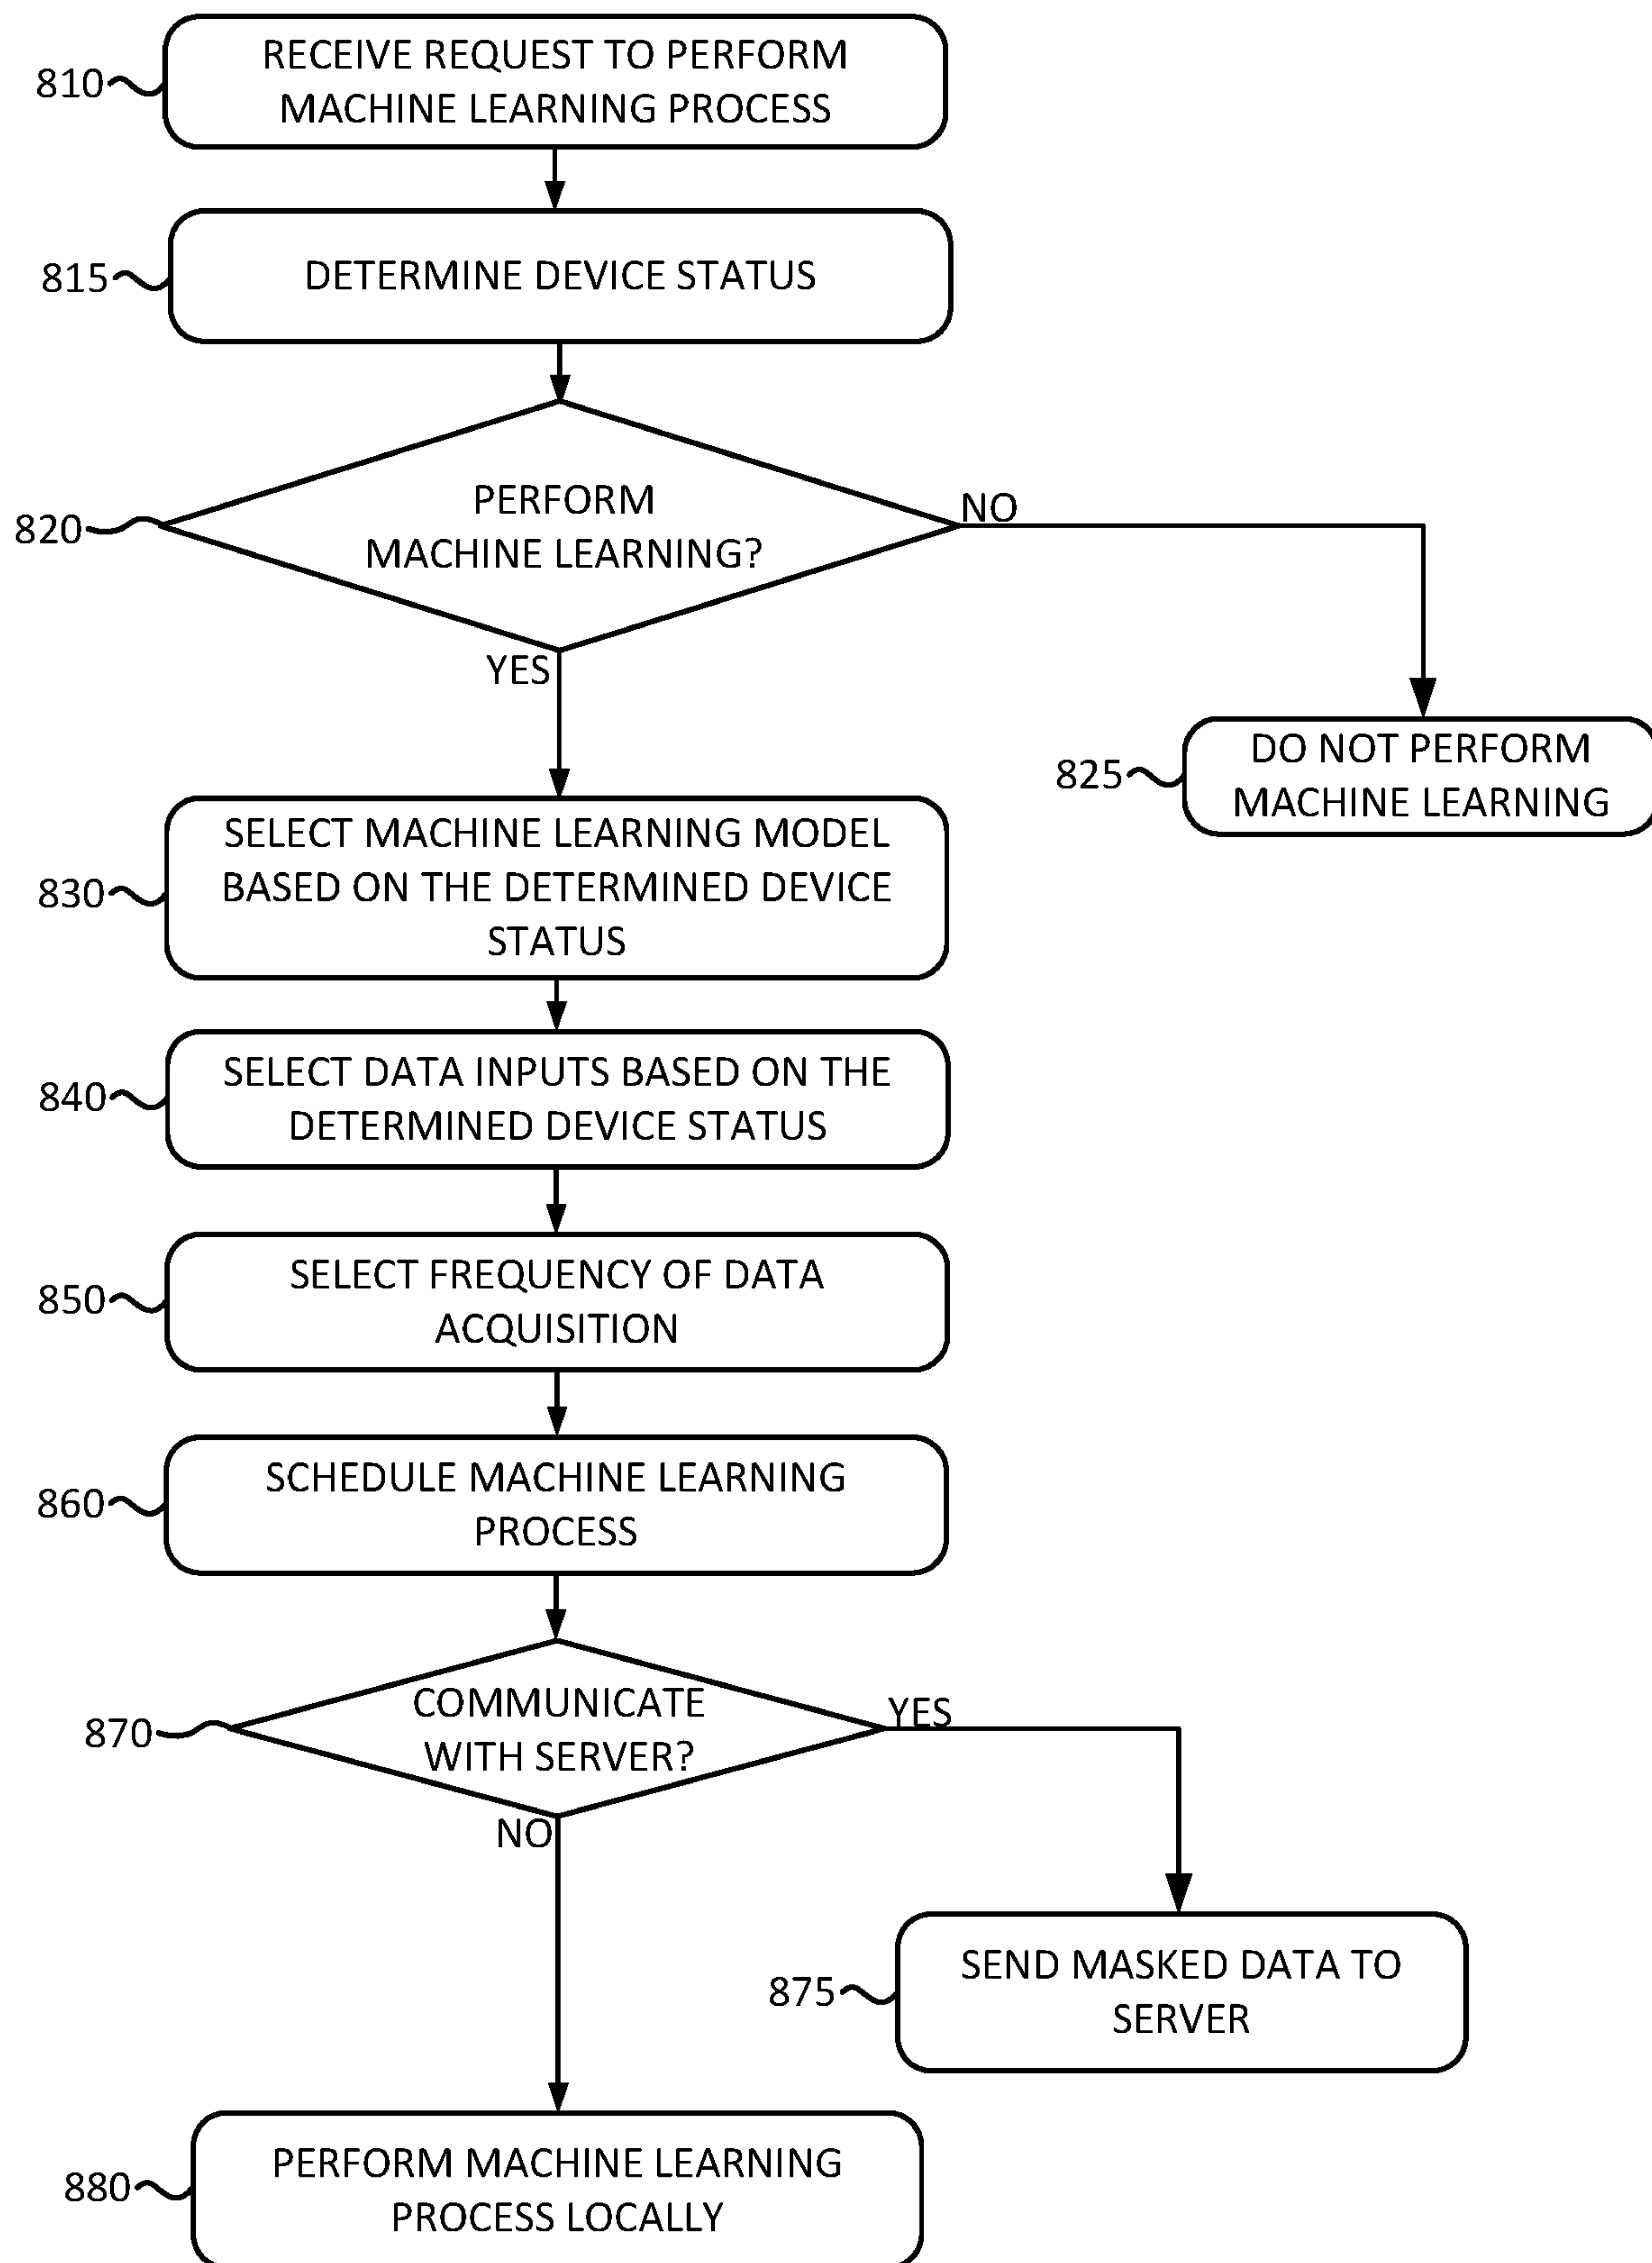 810
RECEIVE REQUEST TO PERFORM
MACHINE LEARNING PROCESS
815
DETERMINE DEVICE STATUS
820
PERFORM
MACHINE LEARNING?
NO
YES
825
DO NOT PERFORM
MACHINE LEARNING
830
SELECT MACHINE LEARNING MODEL
BASED ON THE DETERMINED DEVICE
STATUS
840
SELECT DATA INPUTS BASED ON THE
DETERMINED DEVICE STATUS
850
SELECT FREQUENCY OF DATA
ACQUISITION
860
SCHEDULE MACHINE LEARNING
PROCESS
870
COMMUNICATE
WITH SERVER?
YES
NO
875
SEND MASKED DATA TO
SERVER
880
PERFORM MACHINE LEARNING
PROCESS LOCALLY